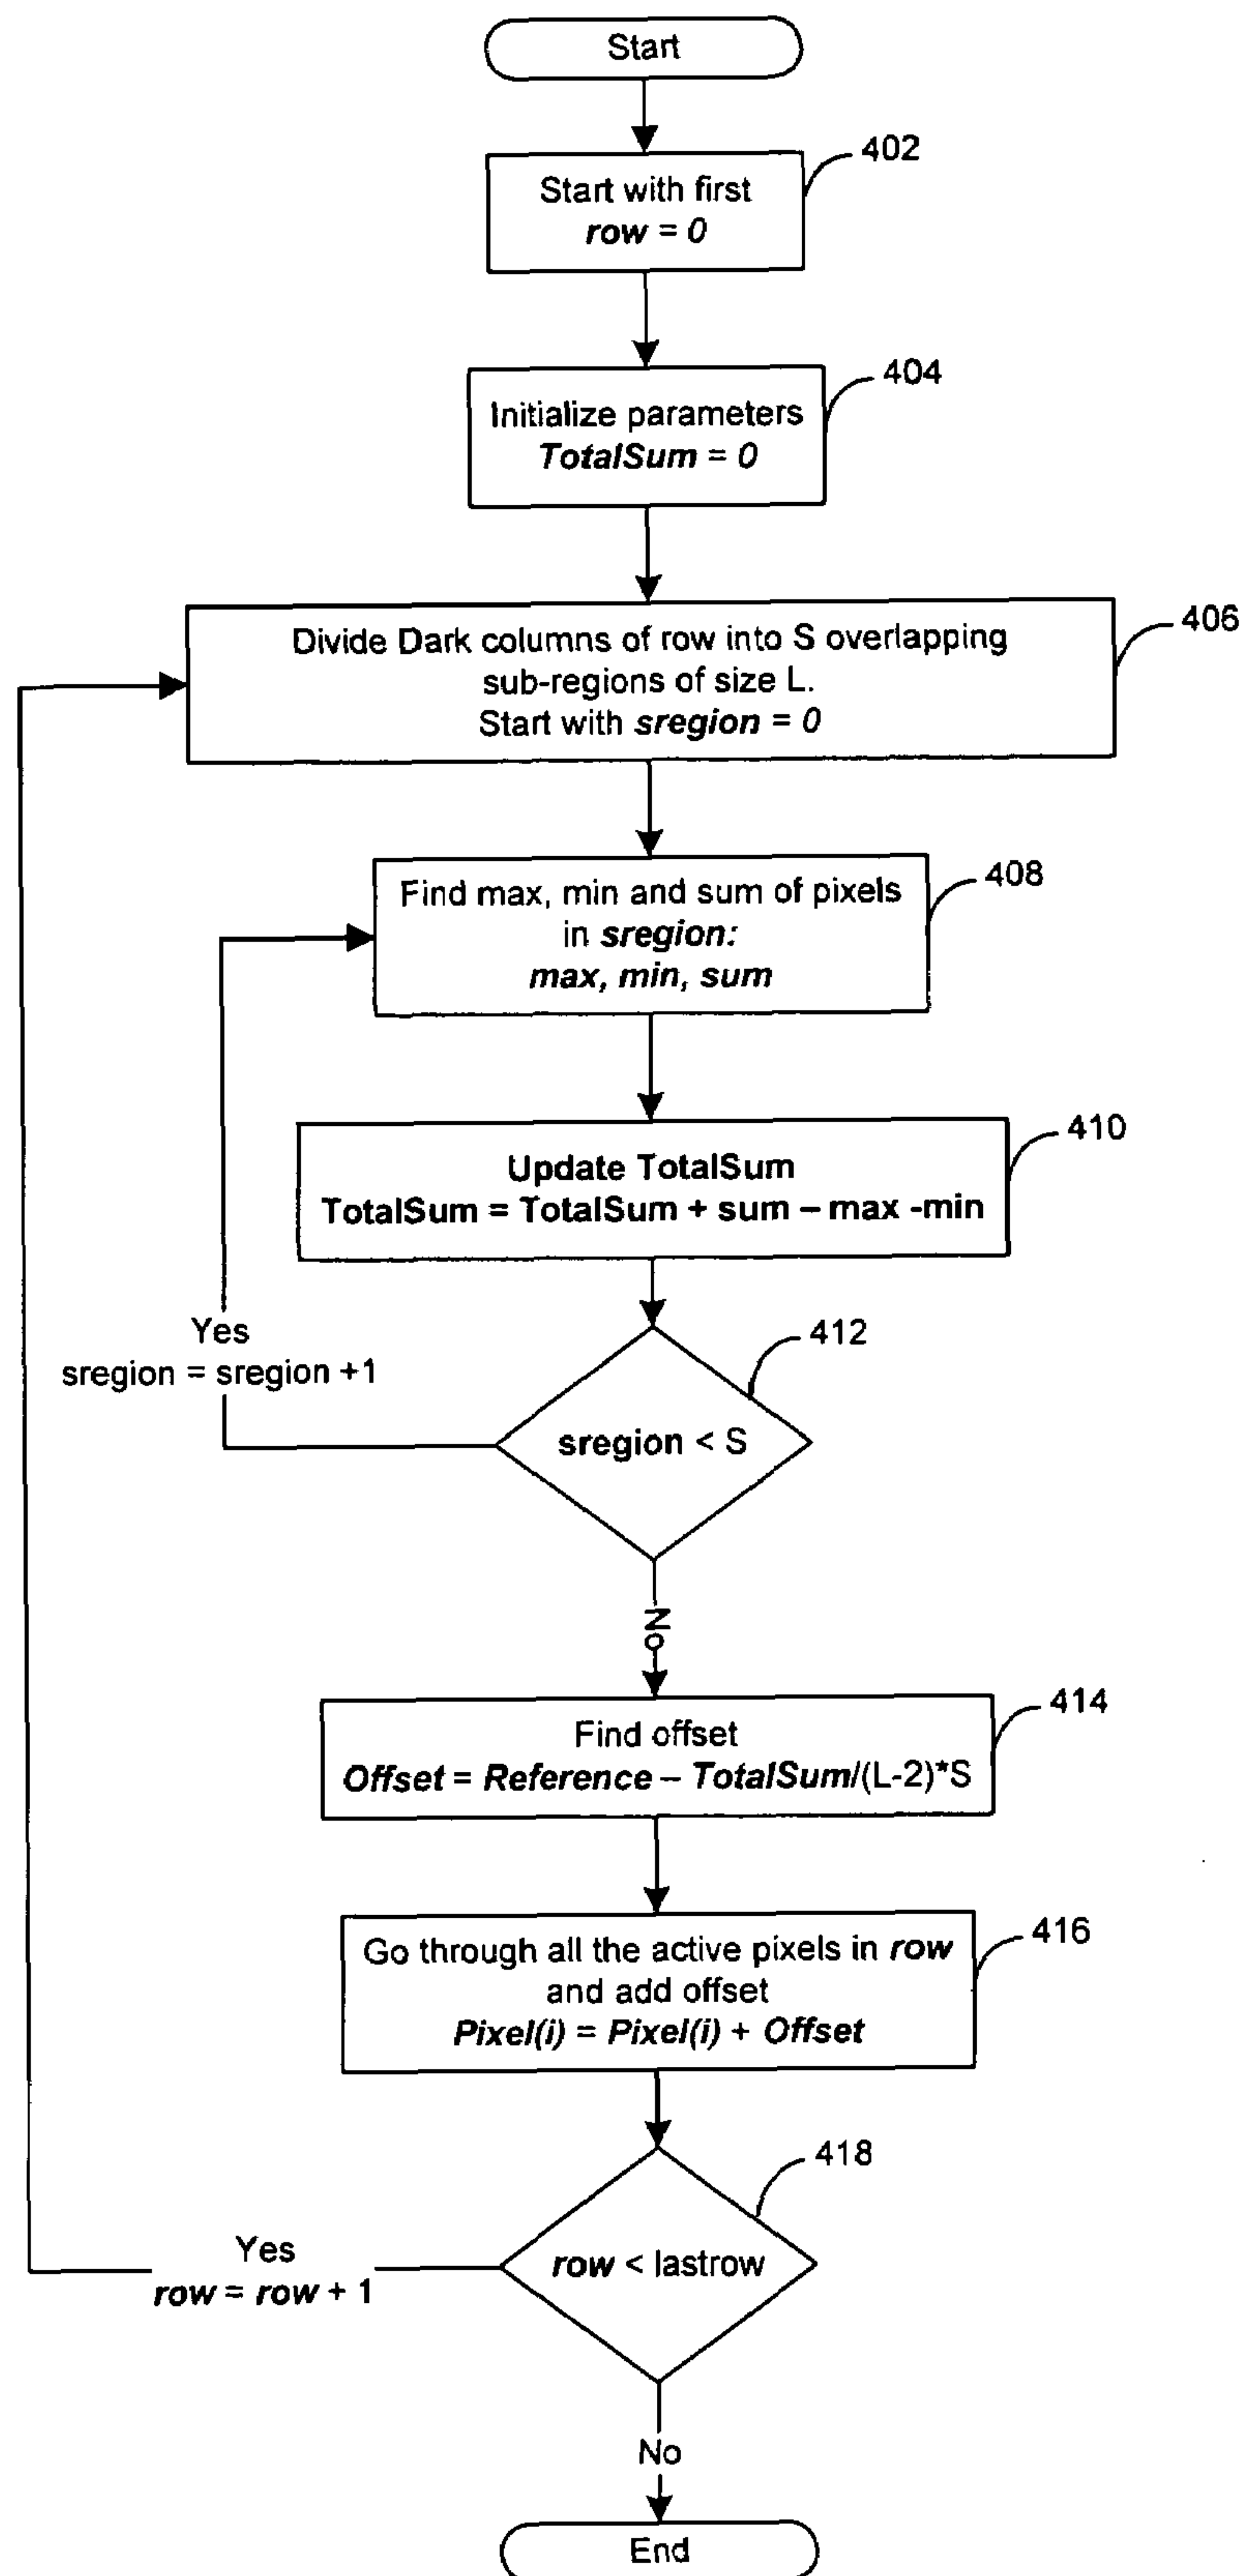 Start
402
Start with first
row = 0
404
Initialize parameters
TotalSum = 0
406
Divide Dark columns of row into S overlapping
sub-regions of size L.
Start with sregion = 0
408
Find max, min and sum of pixels
in sregion:
max, min, sum
410
Update TotalSum
TotalSum = TotalSum + sum – max -min
Yes
sregion = sregion +1
412
sregion < S
No
414
Find offset
Offset = Reference – TotalSum/(L-2)*S
416
Go through all the active pixels in row
and add offset
Pixel(i) = Pixel(i) + Offset
418
Yes
row = row + 1
row < lastrow
No
End